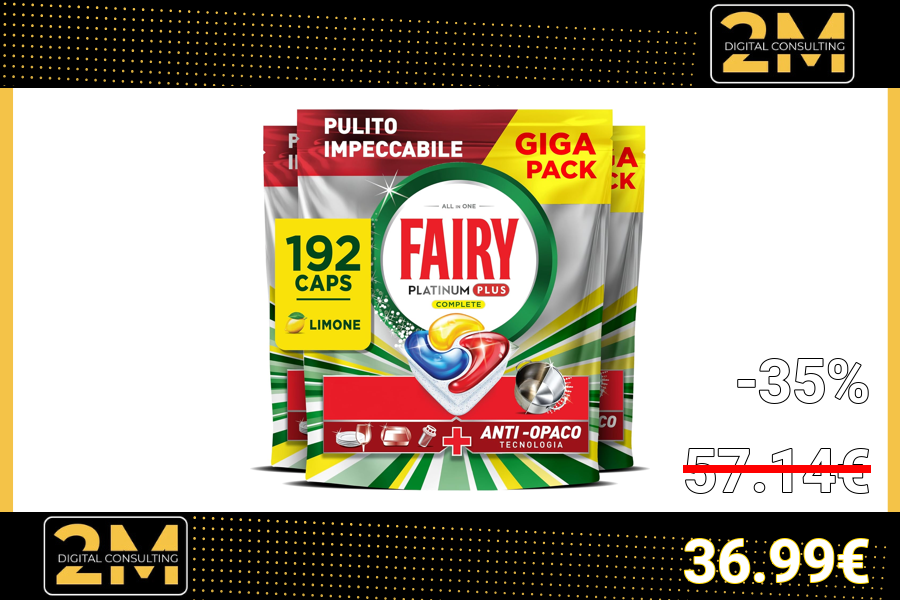 2M
DIGITAL CONSULTING
PULITO
IMPECCABILE
GIGA
PACK
ALL IN ONE
FAIRY
PLATINUM PLUS
COMPLETE
192
CAPS
LIMONE
ANTI-OPACO
TECNOLOGIA
-35%
57.14€
2M
DIGITAL CONSULTING
36.99€